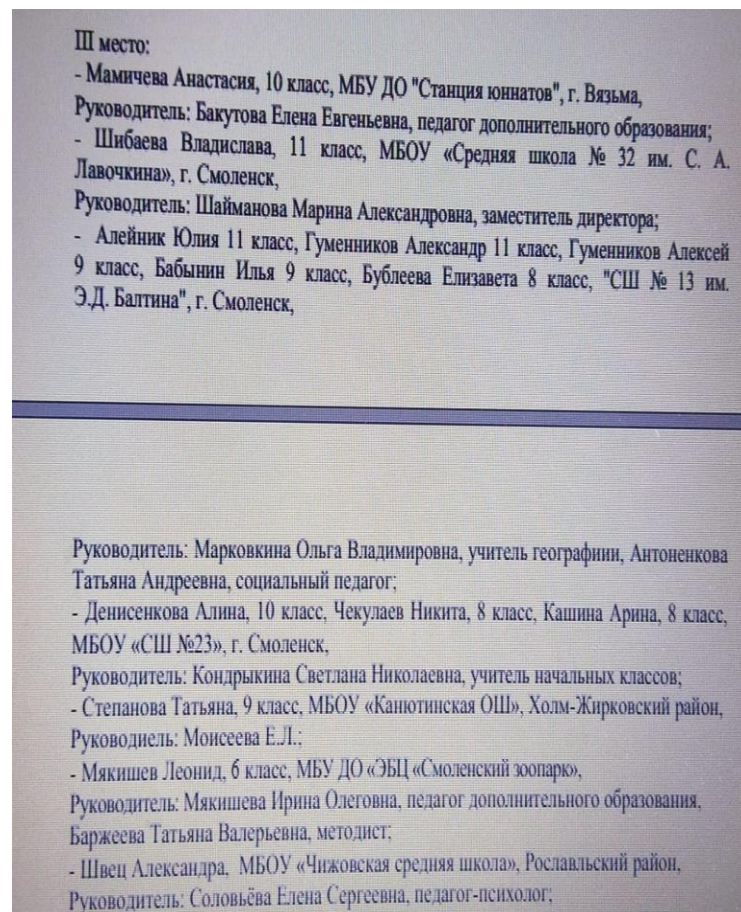 III место:
- Мамичева Анастасия, 10 класс, МБУ ДО "Станция юннатов", г. Вязьма,
Руководитель: Бакутова Елена Евгеньевна, педагог дополнительного образования;
- Шибаева Владислава, 11 класс, МБОУ «Средняя школа № 32 им. С. А.
Лавочкина», г. Смоленск,
Руководитель: Шайманова Марина Александровна, заместитель директора;
- Алейник Юлия 11 класс, Гуменников Александр 11 класс, Гуменников Алексей
9 класс, Бабынин Илья 9 класс, Бублеева Елизавета 8 класс, "СШ № 13 им.
Э.Д. Балтина", г. Смоленск,
Руководитель: Марковкина Ольга Владимировна, учитель географиии, Антоненкова
Татьяна Андреевна, социальный педагог;
- Денисенкова Алина, 10 класс, Чекулаев Никита, 8 класс, Кашина Арина, 8 класс,
МБОУ «СШ №23», г. Смоленск,
Руководитель: Кондрыкина Светлана Николаевна, учитель начальных классов;
- Степанова Татьяна, 9 класс, МБОУ «Канютинская ОШ», Холм-Жирковский район,
Руководиель: Моисеева Е.Л.;
- Мякишев Леонид, 6 класс, МБУ ДО «ЭБЦ «Смоленский зоопарк»,
Руководитель: Мякишева Ирина Олеговна, педагог дополнительного образования,
Баржеева Татьяна Валерьевна, методист;
- Швец Александра, МБОУ «Чижовская средняя школа», Рославльский район,
Руководитель: Соловьёва Елена Сергеевна, педагог-психолог;